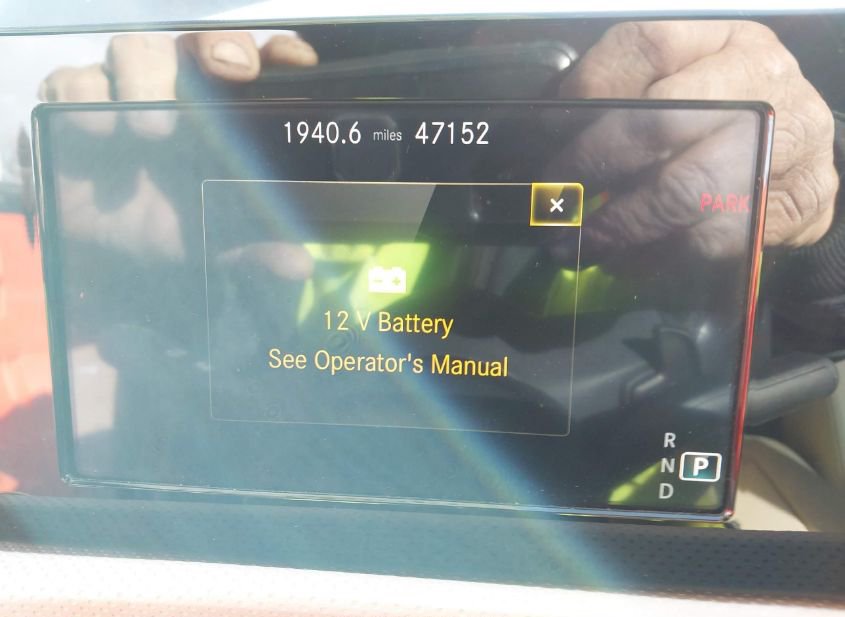 1940.6 miles 47152
×
PARK
12 V Battery
See Operator's Manual
R
N P
D